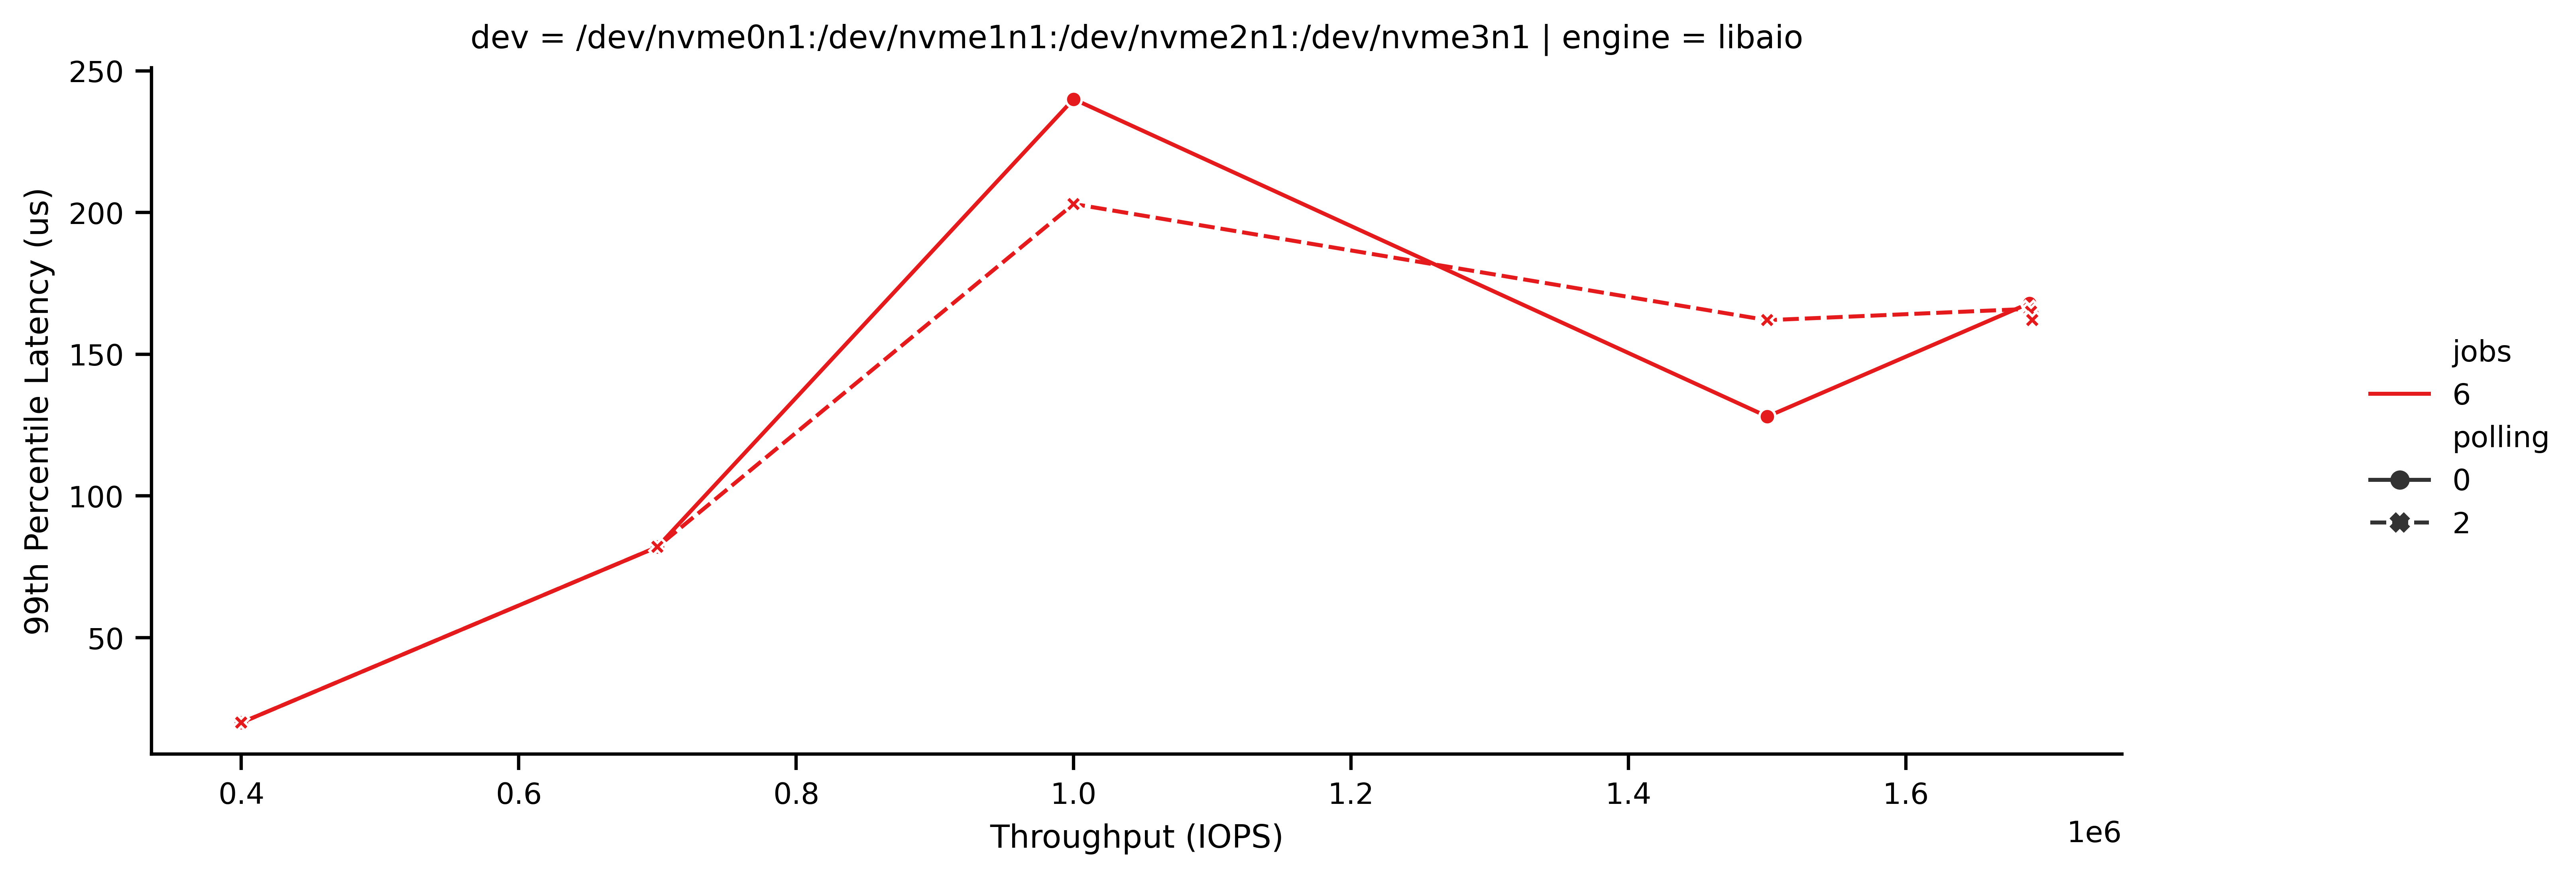 dev = /dev/nvme0n1:/dev/nvme1n1:/dev/nvme2n1:/dev/nvme3n1 | engine = libaio
99th Percentile Latency (us)
250
200
150
100
50
0.4
0.6
0.8
1.0
1.2
1.4
1.6
1e6
Throughput (IOPS)
jobs
6
polling
0
2